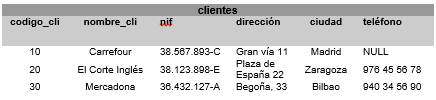 clientes
codigo_cli nombre_cli nif dirección ciudad teléfono
10 Carrefour 38.567.893-C Gran vía 11 Madrid NULL
20 El Corte Inglés 38.123.898-E Plaza de España 22 Zaragoza 976 45 56 78
30 Mercadona 36.432.127-A Begoña, 33 Bilbao 940 34 56 90